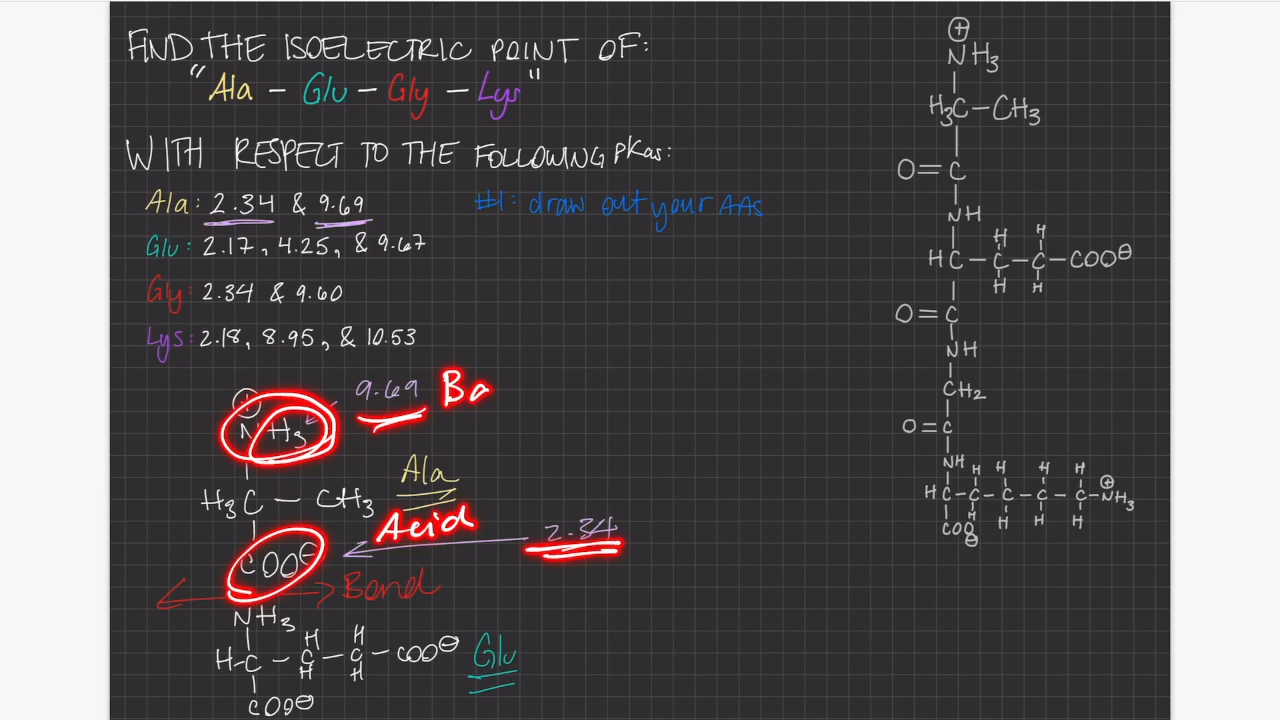 FIND THE ISOELECTRIC POINT OF:
"Ala - Glu - Gly - Lys"
WITH RESPECT TO THE FOLLOWING pKas:
Ala: 2.34 & 9.69
#1: draw out your AAs
Glu: 2.17, 4.25, & 9.67
Gly: 2.34 & 9.60
Lys: 2.18, 8.95, & 10.53
+
NH3
9.69 Ba
Ala
H3C - CH3
Acid
2.34
COO⊖
Bond
NH3
H H
H-C - C - C - COO⊖ Glu
H H
COO⊖
⊕
NH3
H3C-CH3
O=C
NH
H H
HC-C-C-COO⊖
H H
O=C
NH
CH2
O=C
NH H H H H ⊕
HC-C-C-C-C-NH3
H H H H
COO
⊖